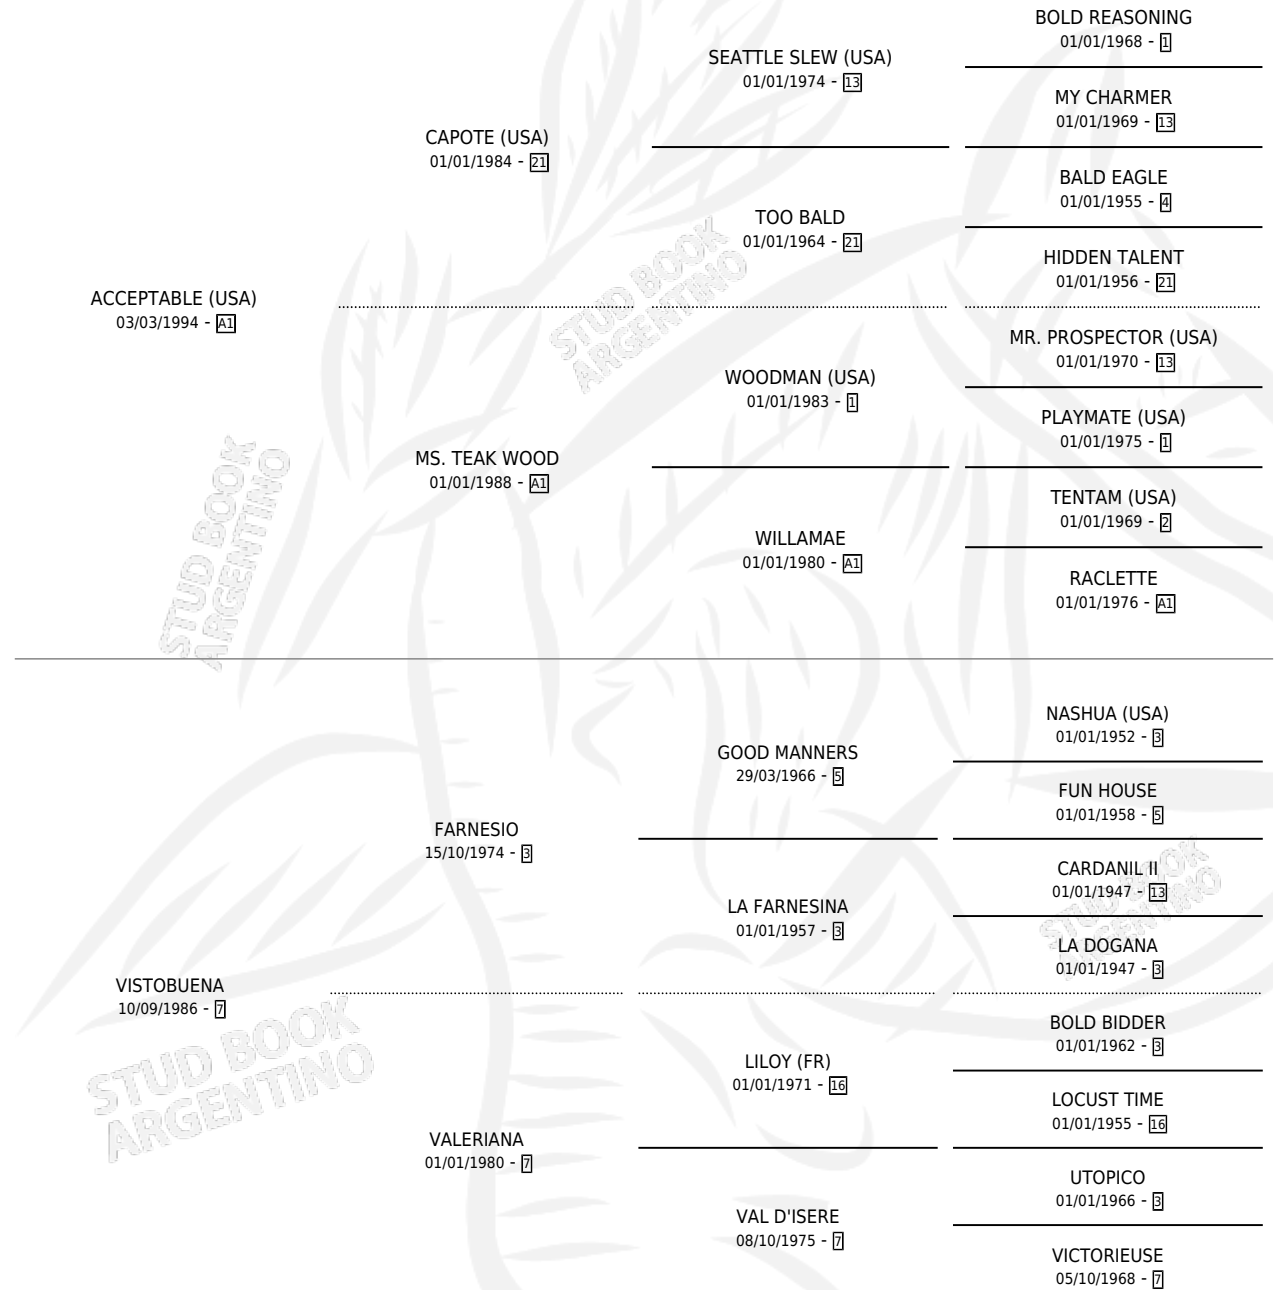 BOLD REASONING
01/01/1968 - 1
SEATTLE SLEW (USA)
01/01/1974 - 13
MY CHARMER
01/01/1969 - 13
CAPOTE (USA)
01/01/1984 - 21
BALD EAGLE
01/01/1955 - 4
TOO BALD
01/01/1964 - 21
HIDDEN TALENT
01/01/1956 - 21
ACCEPTABLE (USA)
03/03/1994 - A1
MR. PROSPECTOR (USA)
01/01/1970 - 13
WOODMAN (USA)
01/01/1983 - 1
PLAYMATE (USA)
01/01/1975 - 1
MS. TEAK WOOD
01/01/1988 - A1
TENTAM (USA)
01/01/1969 - 2
WILLAMAE
01/01/1980 - A1
RACLETTE
01/01/1976 - A1
NASHUA (USA)
01/01/1952 - 3
GOOD MANNERS
29/03/1966 - 5
FUN HOUSE
01/01/1958 - 5
FARNESIO
15/10/1974 - 3
CARDANIL II
01/01/1947 - 13
LA FARNESINA
01/01/1957 - 3
LA DOGANA
01/01/1947 - 3
VISTOBUENA
10/09/1986 - 7
BOLD BIDDER
01/01/1962 - 3
LILOY (FR)
01/01/1971 - 16
LOCUST TIME
01/01/1955 - 16
VALERIANA
01/01/1980 - 7
UTOPICO
01/01/1966 - 3
VAL D'ISERE
08/10/1975 - 7
VICTORIEUSE
05/10/1968 - 7
STUD BOOK
ARGENTINO
STUD BOOK
ARGENTINO
STUD BOOK
ARGENTINO
STUD BOOK
ARGENTINO